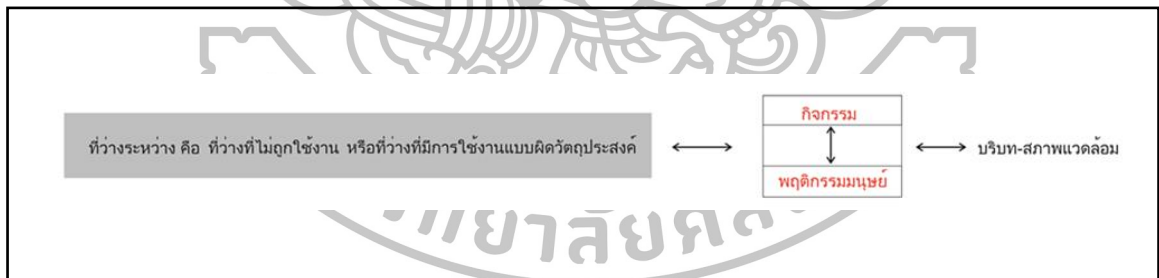 กิจกรรม
ที่ว่างระหว่าง คือ ที่ว่างที่ไม่ถูกใช้งาน หรือที่ว่างที่มีการใช้งานแบบผิดวัตถุประสงค์
บริบท-สภาพแวดล้อม
พฤติกรรมมนุษย์